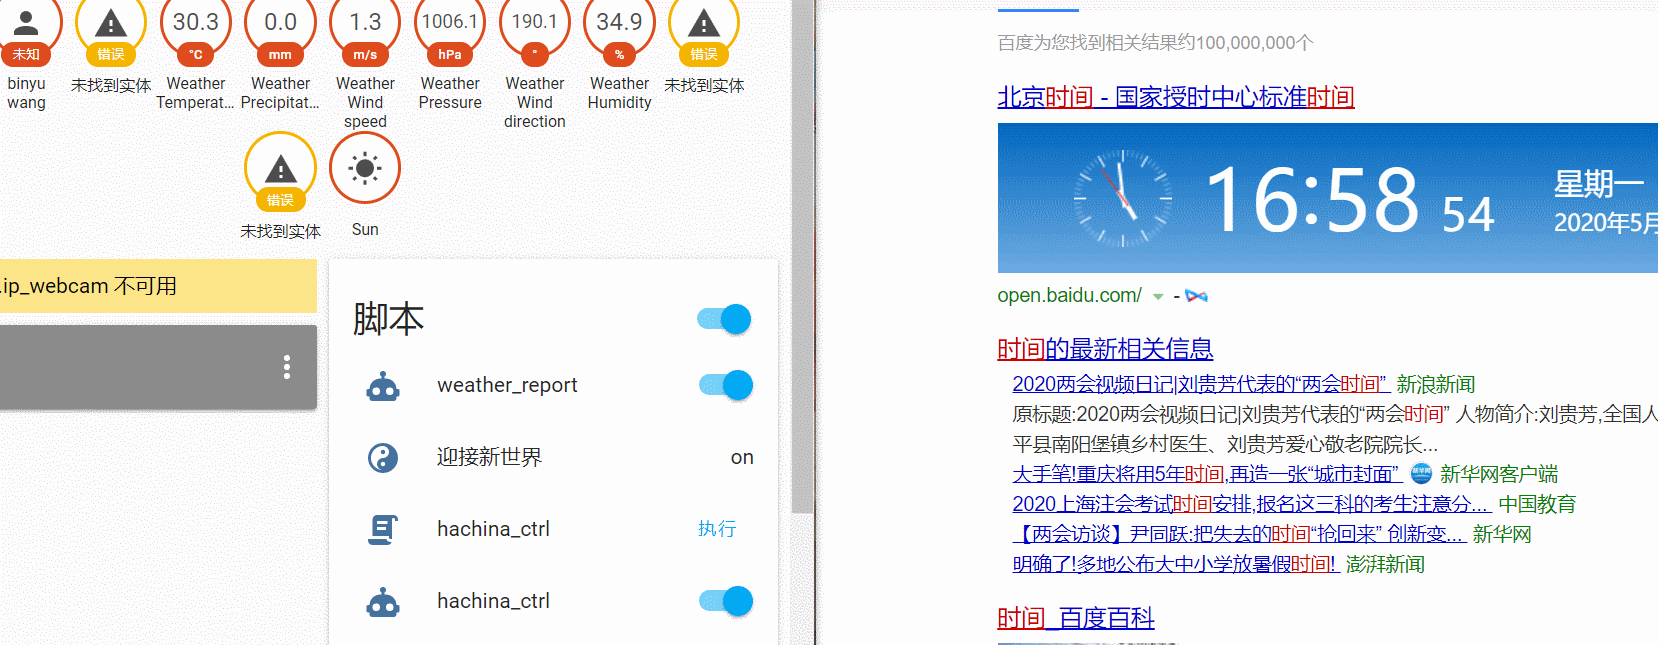 30.3
0.0
1.3
1006.1
190.1
34.9
未知
错误
°C
mm
m/s
hPa
°
%
错误
binyu wang
未找到实体
Weather Temperat...
Weather Precipitat...
Weather Wind speed
Weather Pressure
Weather Wind direction
Weather Humidity
未找到实体
错误
未找到实体
Sun
.ip_webcam 不可用
脚本
weather_report
迎接新世界
on
hachina_ctrl
执行
hachina_ctrl
百度为您找到相关结果约100,000,000个
北京时间 - 国家授时中心标准时间
16:58 54
星期一
2020年5月
open.baidu.com/ -
时间的最新相关信息
2020两会视频日记|刘贵芳代表的“两会时间” 新浪新闻
原标题:2020两会视频日记|刘贵芳代表的“两会时间” 人物简介:刘贵芳,全国人
平县南阳堡镇乡村医生、刘贵芳爱心敬老院院长...
大手笔!重庆将用5年时间,再造一张“城市封面” 新华网客户端
2020上海注会考试时间安排,报名这三科的考生注意分... 中国教育
【两会访谈】尹同跃:把失去的时间“抢回来” 创新变... 新华网
明确了!多地公布大中小学放暑假时间! 澎湃新闻
时间_百度百科